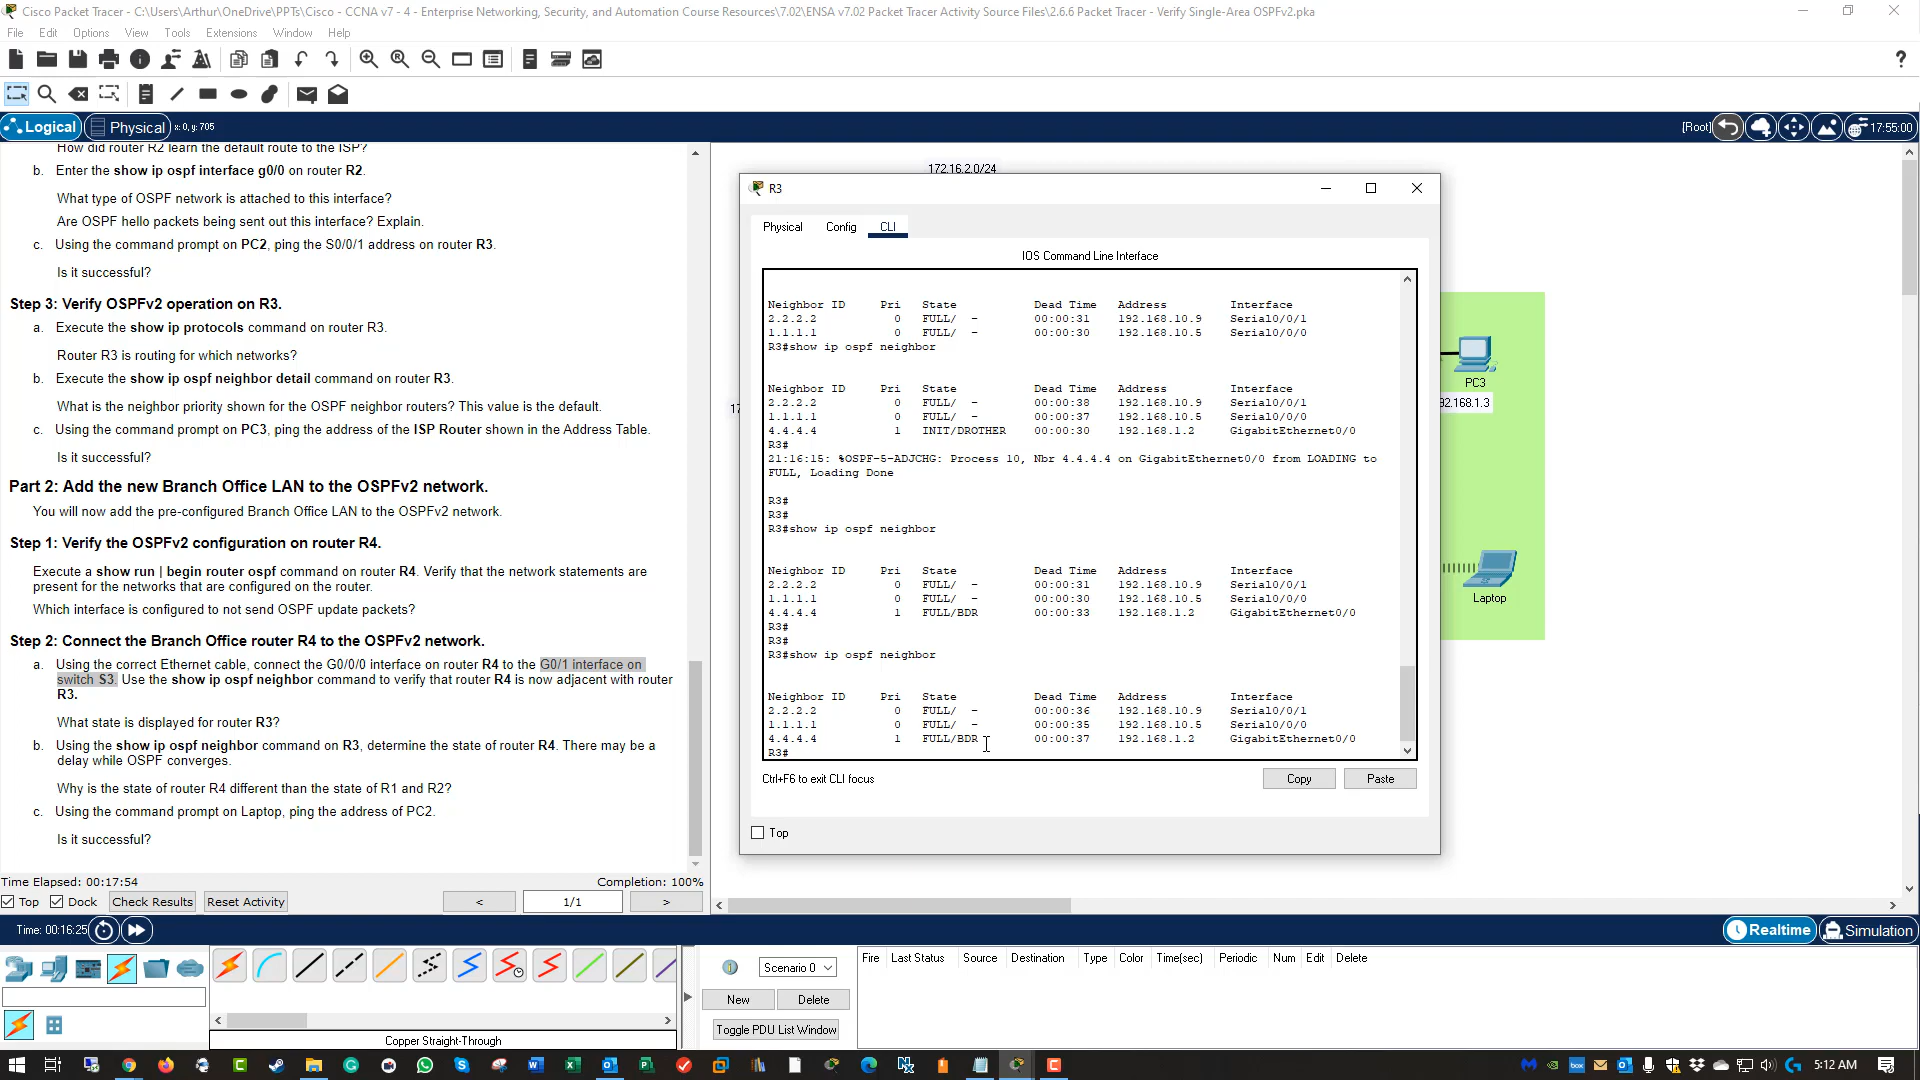 Cisco Packet Tracer - C:\Users\Arthur\OneDrive\PPTs\Cisco - CCNA v7 - 4 - Enterprise Networking, Security, and Automation Course Resources\7.02\ENSA v7.02 Packet Tracer Activity Source Files\2.6.6 Packet Tracer - Verify Single-Area OSPFv2.pka
File Edit Options View Tools Extensions Window Help
Logical Physical x: 0, y: 705
[Root] 17:55:00
How did router R2 learn the default route to the ISP?
b. Enter the show ip ospf interface g0/0 on router R2.
What type of OSPF network is attached to this interface?
Are OSPF hello packets being sent out this interface? Explain.
c. Using the command prompt on PC2, ping the S0/0/1 address on router R3.
Is it successful?
Step 3: Verify OSPFv2 operation on R3.
a. Execute the show ip protocols command on router R3.
Router R3 is routing for which networks?
b. Execute the show ip ospf neighbor detail command on router R3.
What is the neighbor priority shown for the OSPF neighbor routers? This value is the default.
c. Using the command prompt on PC3, ping the address of the ISP Router shown in the Address Table.
Is it successful?
Part 2: Add the new Branch Office LAN to the OSPFv2 network.
You will now add the pre-configured Branch Office LAN to the OSPFv2 network.
Step 1: Verify the OSPFv2 configuration on router R4.
Execute a show run | begin router ospf command on router R4. Verify that the network statements are
present for the networks that are configured on the router.
Which interface is configured to not send OSPF update packets?
Step 2: Connect the Branch Office router R4 to the OSPFv2 network.
a. Using the correct Ethernet cable, connect the G0/0/0 interface on router R4 to the G0/1 interface on
switch S3. Use the show ip ospf neighbor command to verify that router R4 is now adjacent with router
R3.
What state is displayed for router R3?
b. Using the show ip ospf neighbor command on R3, determine the state of router R4. There may be a
delay while OSPF converges.
Why is the state of router R4 different than the state of R1 and R2?
c. Using the command prompt on Laptop, ping the address of PC2.
Is it successful?
Time Elapsed: 00:17:54 Completion: 100%
Top Dock Check Results Reset Activity < 1/1 >
172.16.2.0/24
17
R3
Physical Config CLI
IOS Command Line Interface
Neighbor ID Pri State Dead Time Address Interface
2.2.2.2 0 FULL/ - 00:00:31 192.168.10.9 Serial0/0/1
1.1.1.1 0 FULL/ - 00:00:30 192.168.10.5 Serial0/0/0
R3#show ip ospf neighbor
Neighbor ID Pri State Dead Time Address Interface
2.2.2.2 0 FULL/ - 00:00:38 192.168.10.9 Serial0/0/1
1.1.1.1 0 FULL/ - 00:00:37 192.168.10.5 Serial0/0/0
4.4.4.4 1 INIT/DROTHER 00:00:30 192.168.1.2 GigabitEthernet0/0
R3#
21:16:15: %OSPF-5-ADJCHG: Process 10, Nbr 4.4.4.4 on GigabitEthernet0/0 from LOADING to
FULL, Loading Done
R3#
R3#
R3#show ip ospf neighbor
Neighbor ID Pri State Dead Time Address Interface
2.2.2.2 0 FULL/ - 00:00:31 192.168.10.9 Serial0/0/1
1.1.1.1 0 FULL/ - 00:00:30 192.168.10.5 Serial0/0/0
4.4.4.4 1 FULL/BDR 00:00:33 192.168.1.2 GigabitEthernet0/0
R3#
R3#
R3#show ip ospf neighbor
Neighbor ID Pri State Dead Time Address Interface
2.2.2.2 0 FULL/ - 00:00:36 192.168.10.9 Serial0/0/1
1.1.1.1 0 FULL/ - 00:00:35 192.168.10.5 Serial0/0/0
4.4.4.4 1 FULL/BDR 00:00:37 192.168.1.2 GigabitEthernet0/0
R3#
Ctrl+F6 to exit CLI focus Copy Paste
Top
PC3
92.168.1.3
Laptop
Time: 00:16:25 Realtime Simulation
Scenario 0
New Delete
Toggle PDU List Window
Fire Last Status Source Destination Type Color Time(sec) Periodic Num Edit Delete
Copper Straight-Through
5:12 AM